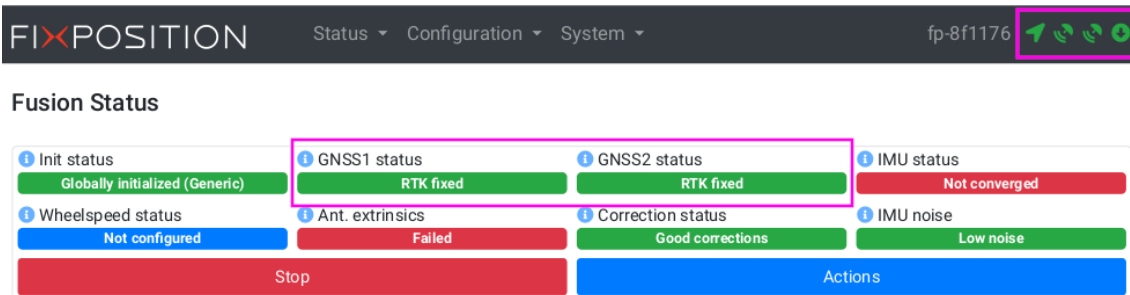 FIXPOSITION Status Configuration System fp-8f1176
Fusion Status
Init status GNSS1 status GNSS2 status IMU status
Globally initialized (Generic) RTK fixed RTK fixed Not converged
Wheelspeed status Ant. extrinsics Correction status IMU noise
Not configured Failed Good corrections Low noise
Stop Actions